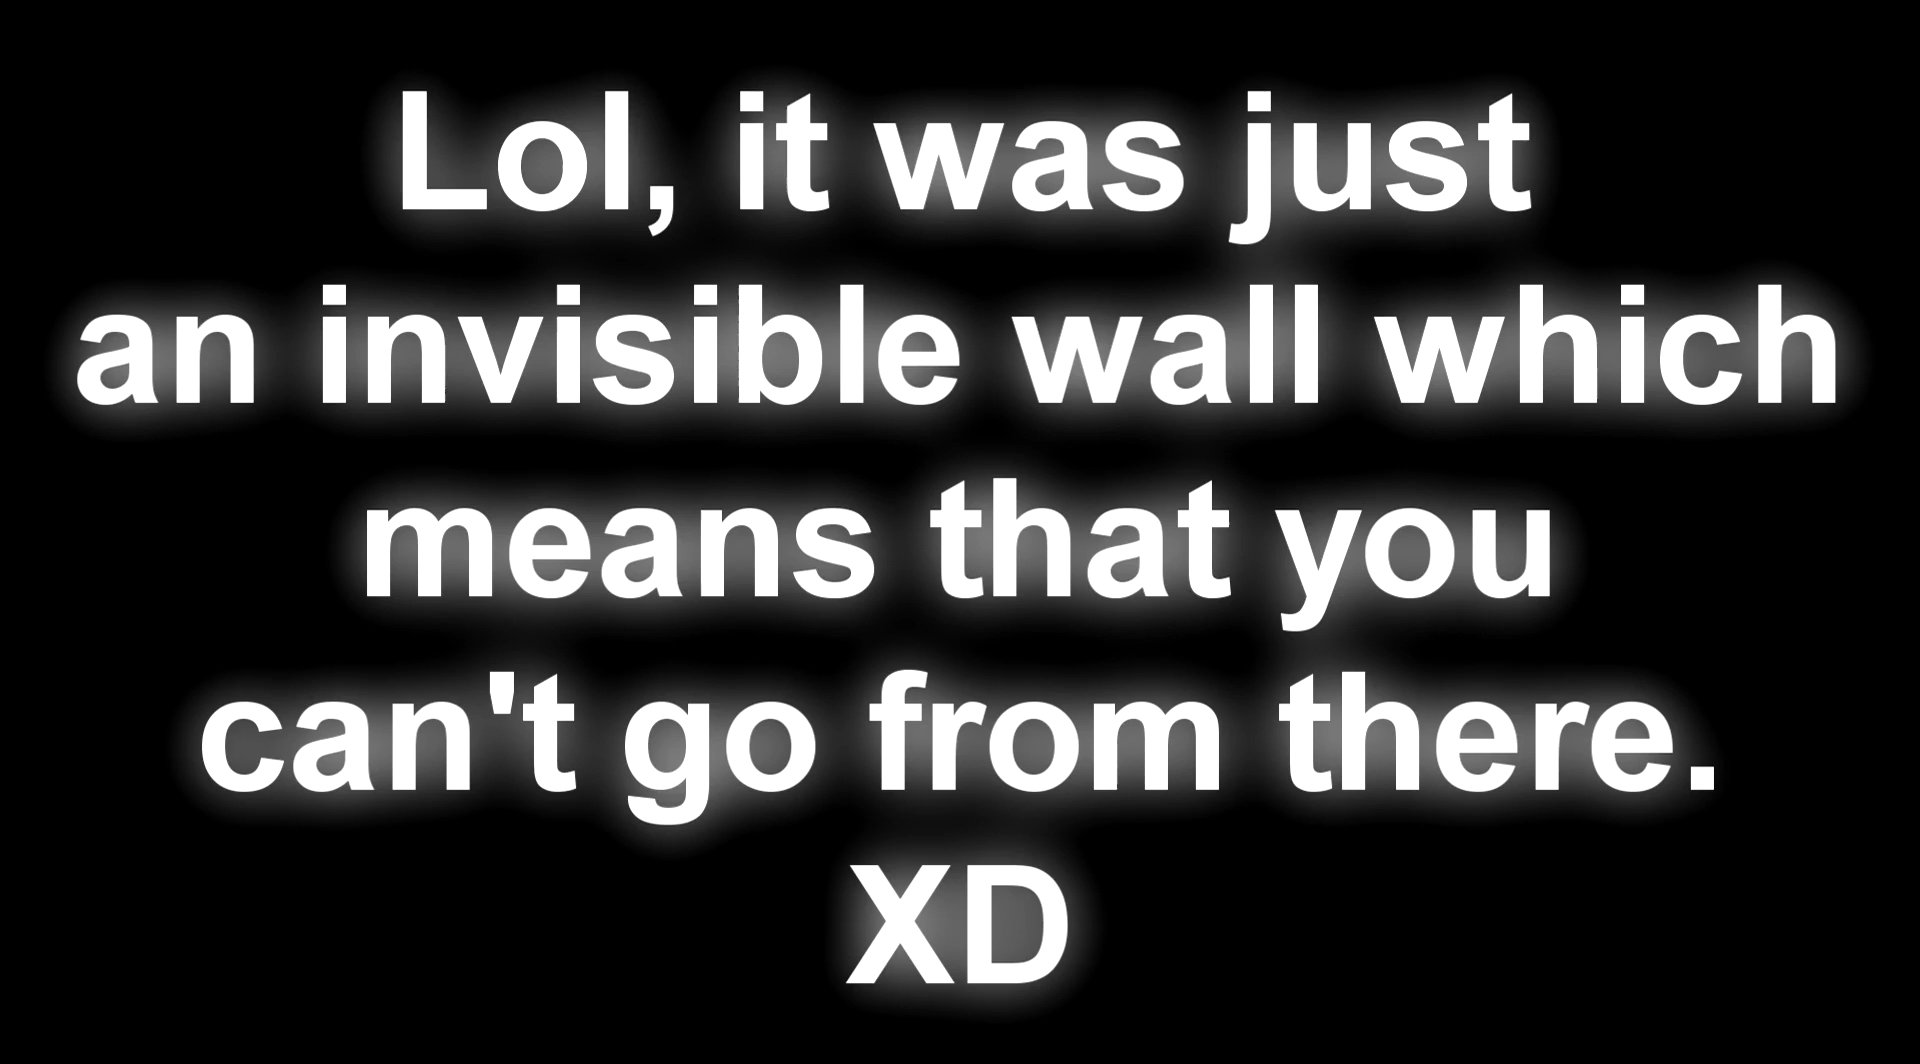 Lol, it was just
an invisible wall which
means that you
can't go from there.
XD